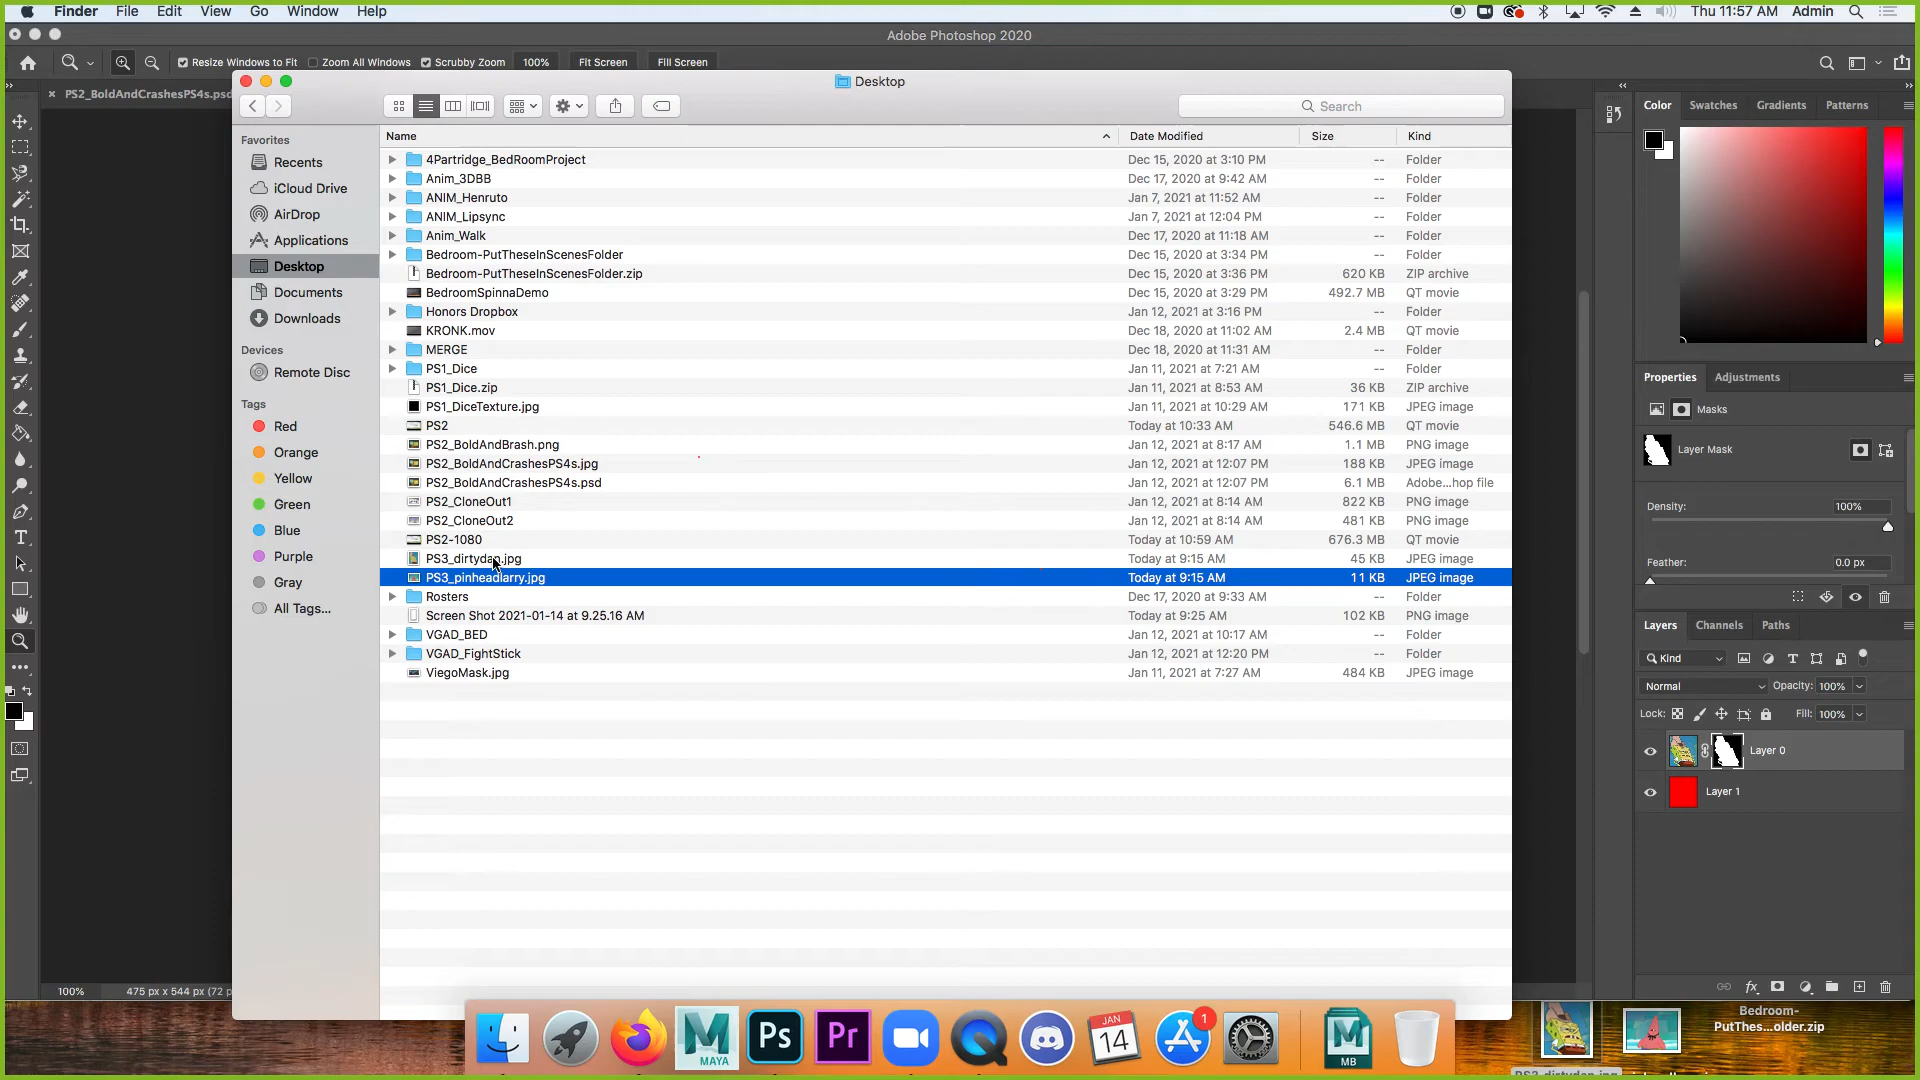 Finder File Edit View Go Window Help Thu 11:57 AM Admin
Adobe Photoshop 2020
Resize Windows to Fit Zoom All Windows Scrubby Zoom 100% Fit Screen Fill Screen
PS2_BoldAndCrashesPS4s.psd
Desktop
Search
Favorites
Recents
iCloud Drive
AirDrop
Applications
Desktop
Documents
Downloads
Devices
Remote Disc
Tags
Red
Orange
Yellow
Green
Blue
Purple
Gray
All Tags...
Name Date Modified Size Kind
4Partridge_BedRoomProject Dec 15, 2020 at 3:10 PM -- Folder
Anim_3DBB Dec 17, 2020 at 9:42 AM -- Folder
ANIM_Henruto Jan 7, 2021 at 11:52 AM -- Folder
ANIM_Lipsync Jan 7, 2021 at 12:04 PM -- Folder
Anim_Walk Dec 17, 2020 at 11:18 AM -- Folder
Bedroom-PutTheseInScenesFolder Dec 15, 2020 at 3:34 PM -- Folder
Bedroom-PutTheseInScenesFolder.zip Dec 15, 2020 at 3:36 PM 620 KB ZIP archive
BedroomSpinnaDemo Dec 15, 2020 at 3:29 PM 492.7 MB QT movie
Honors Dropbox Jan 12, 2021 at 3:16 PM -- Folder
KRONK.mov Dec 18, 2020 at 11:02 AM 2.4 MB QT movie
MERGE Dec 18, 2020 at 11:31 AM -- Folder
PS1_Dice Jan 11, 2021 at 7:21 AM -- Folder
PS1_Dice.zip Jan 11, 2021 at 8:53 AM 36 KB ZIP archive
PS1_DiceTexture.jpg Jan 11, 2021 at 10:29 AM 171 KB JPEG image
PS2 Today at 10:33 AM 546.6 MB QT movie
PS2_BoldAndBrash.png Jan 12, 2021 at 8:17 AM 1.1 MB PNG image
PS2_BoldAndCrashesPS4s.jpg Jan 12, 2021 at 12:07 PM 188 KB JPEG image
PS2_BoldAndCrashesPS4s.psd Jan 12, 2021 at 12:07 PM 6.1 MB Adobe...hop file
PS2_CloneOut1 Jan 12, 2021 at 8:14 AM 822 KB PNG image
PS2_CloneOut2 Jan 12, 2021 at 8:14 AM 481 KB PNG image
PS2-1080 Today at 10:59 AM 676.3 MB QT movie
PS3_dirtydan.jpg Today at 9:15 AM 45 KB JPEG image
PS3_pinheadlarry.jpg Today at 9:15 AM 11 KB JPEG image
Rosters Dec 17, 2020 at 9:33 AM -- Folder
Screen Shot 2021-01-14 at 9.25.16 AM Today at 9:25 AM 102 KB PNG image
VGAD_BED Jan 12, 2021 at 10:17 AM -- Folder
VGAD_FightStick Jan 12, 2021 at 12:20 PM -- Folder
ViegoMask.jpg Jan 11, 2021 at 7:27 AM 484 KB JPEG image
Color Swatches Gradients Patterns
Properties Adjustments
Masks
Layer Mask
Density: 100%
Feather: 0.0 px
Layers Channels Paths
Kind
Normal Opacity: 100%
Lock: Fill: 100%
Layer 0
Layer 1
fx
100% 475 px x 544 px (72 p
MAYA
Ps
Pr
JAN
14
1
MB
Bedroom-
PutThes...older.zip